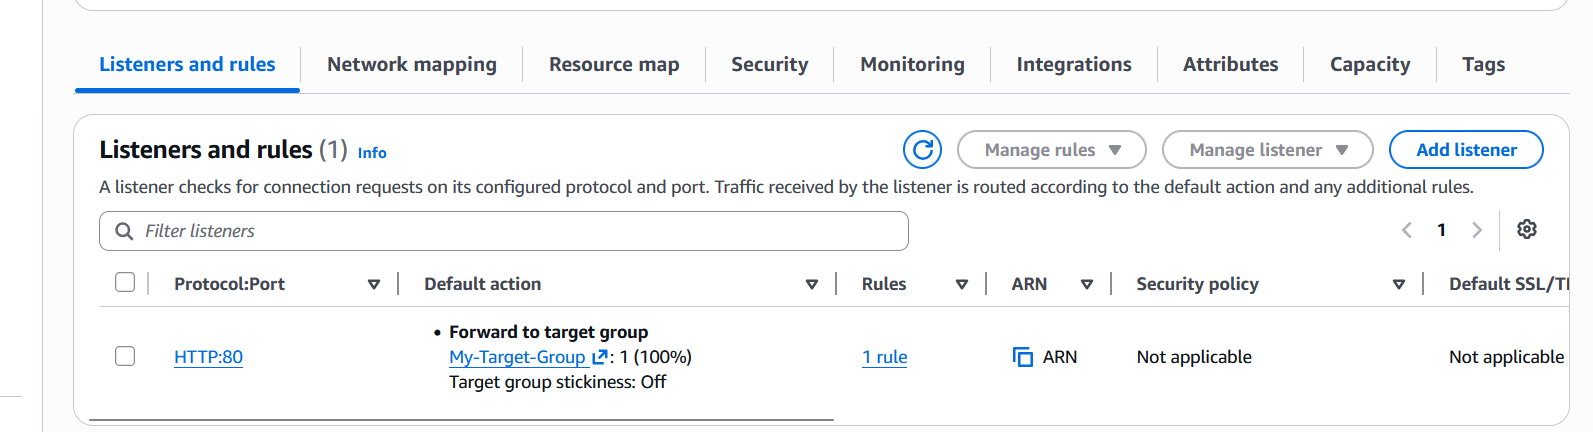 Listeners and rules Network mapping Resource map Security Monitoring Integrations Attributes Capacity Tags
Listeners and rules (1) Info Manage rules Manage listener Add listener
A listener checks for connection requests on its configured protocol and port. Traffic received by the listener is routed according to the default action and any additional rules.
Filter listeners 1
Protocol:Port Default action Rules ARN Security policy Default SSL/TL
• Forward to target group
HTTP:80 My-Target-Group : 1 (100%) 1 rule ARN Not applicable Not applicable
Target group stickiness: Off